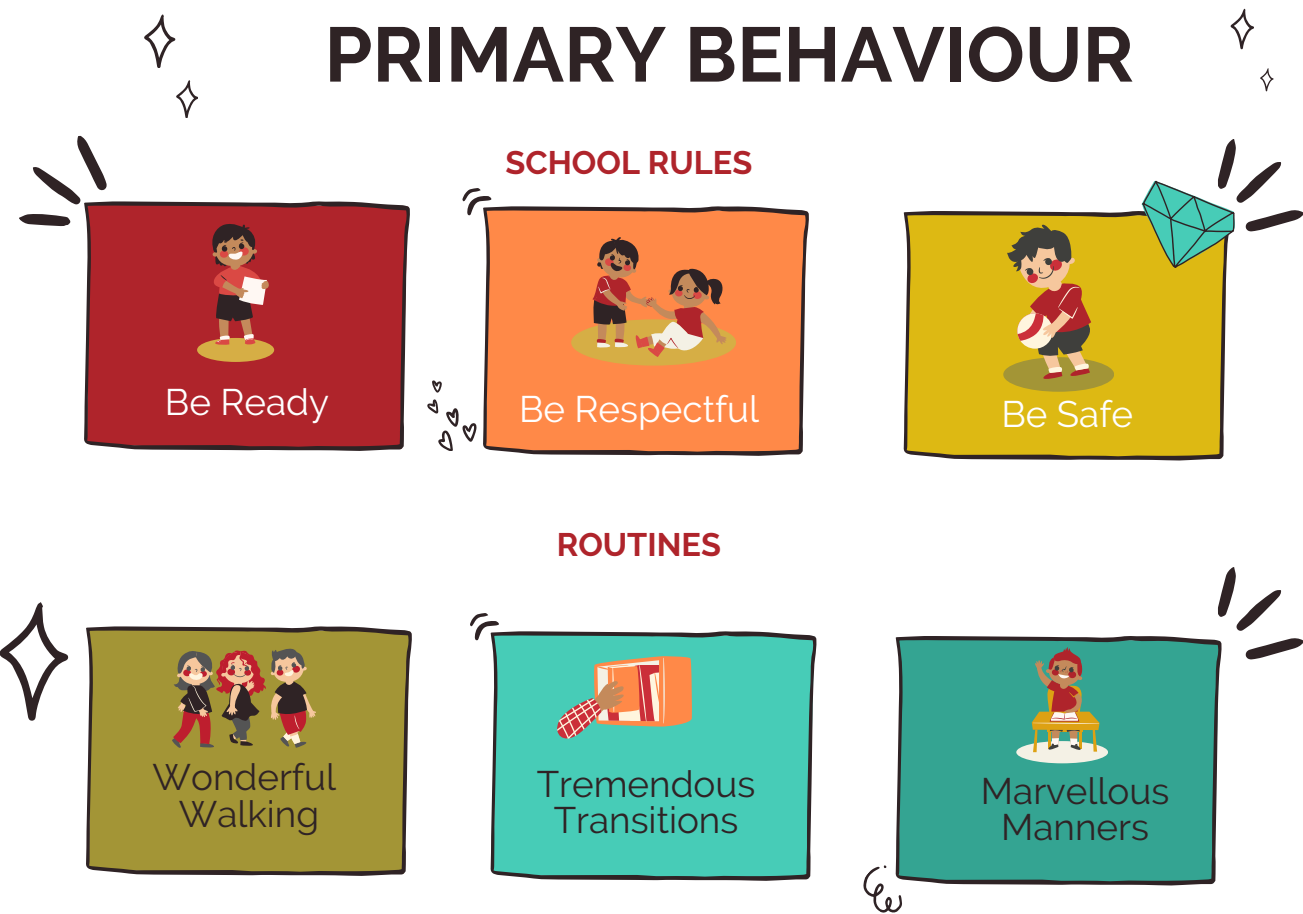 PRIMARY BEHAVIOUR
SCHOOL RULES
Be Ready
Be Respectful
Be Safe
ROUTINES
Wonderful
Walking
Tremendous
Transitions
Marvellous
Manners